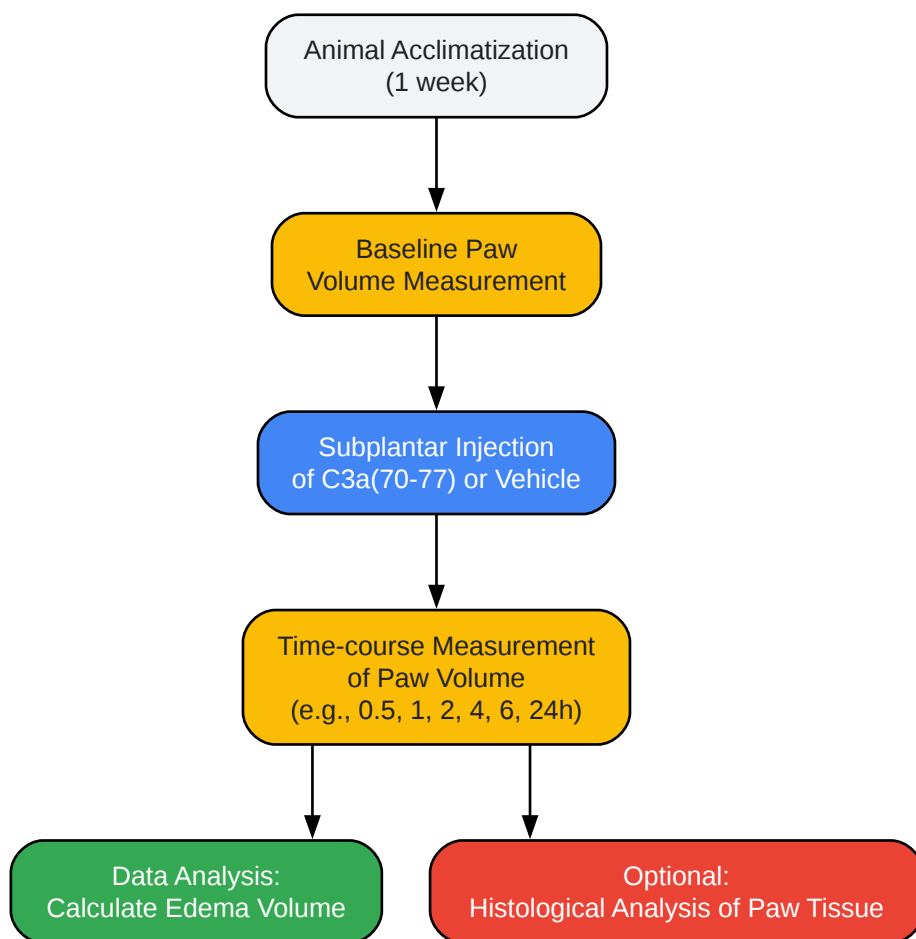 Animal Acclimatization
(1 week)
Baseline Paw
Volume Measurement
Subplantar Injection
of C3a(70-77) or Vehicle
Time-course Measurement
of Paw Volume
(e.g., 0.5, 1, 2, 4, 6, 24h)
Data Analysis:
Calculate Edema Volume
Optional:
Histological Analysis of Paw Tissue